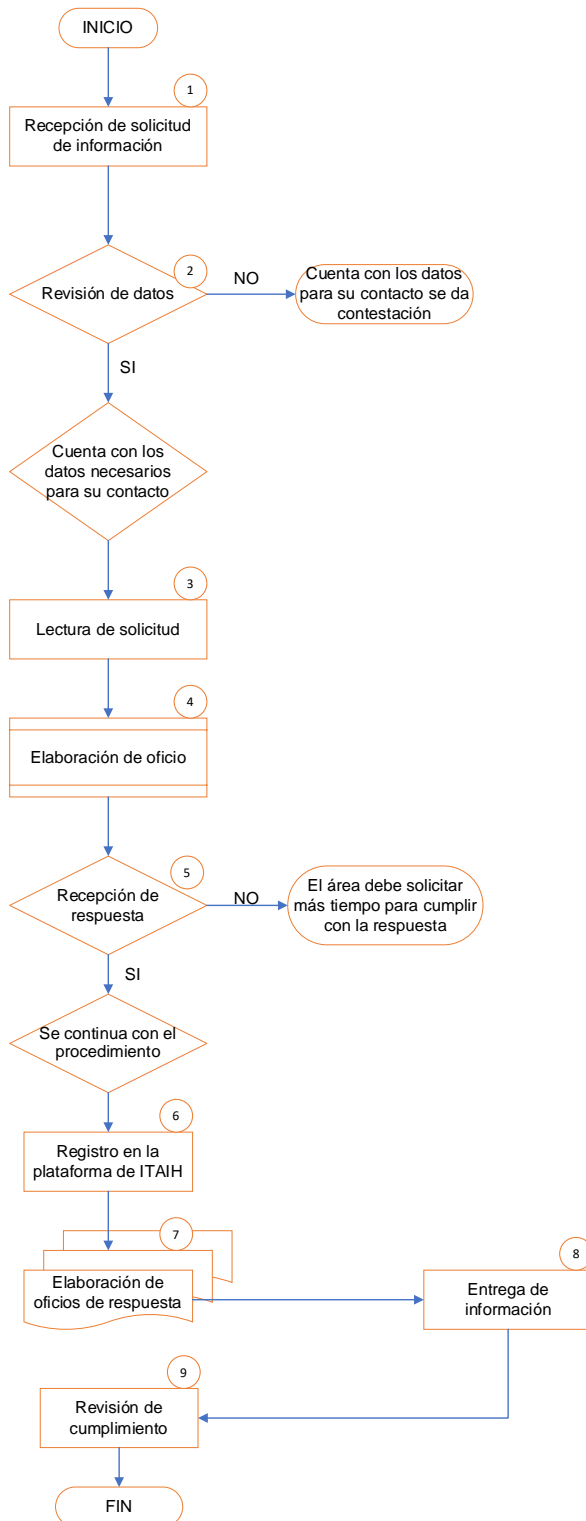 INICIO
1
Recepción de solicitud
de información
2
Revisión de datos
NO
Cuenta con los datos
para su contacto se da
contestación
SI
Cuenta con los
datos necesarios
para su contacto
3
Lectura de solicitud
4
Elaboración de oficio
5
Recepción de
respuesta
NO
El área debe solicitar
más tiempo para cumplir
con la respuesta
SI
Se continua con el
procedimiento
6
Registro en la
plataforma de ITAIH
7
Elaboración de
oficios de respuesta
8
Entrega de
información
9
Revisión de
cumplimiento
FIN